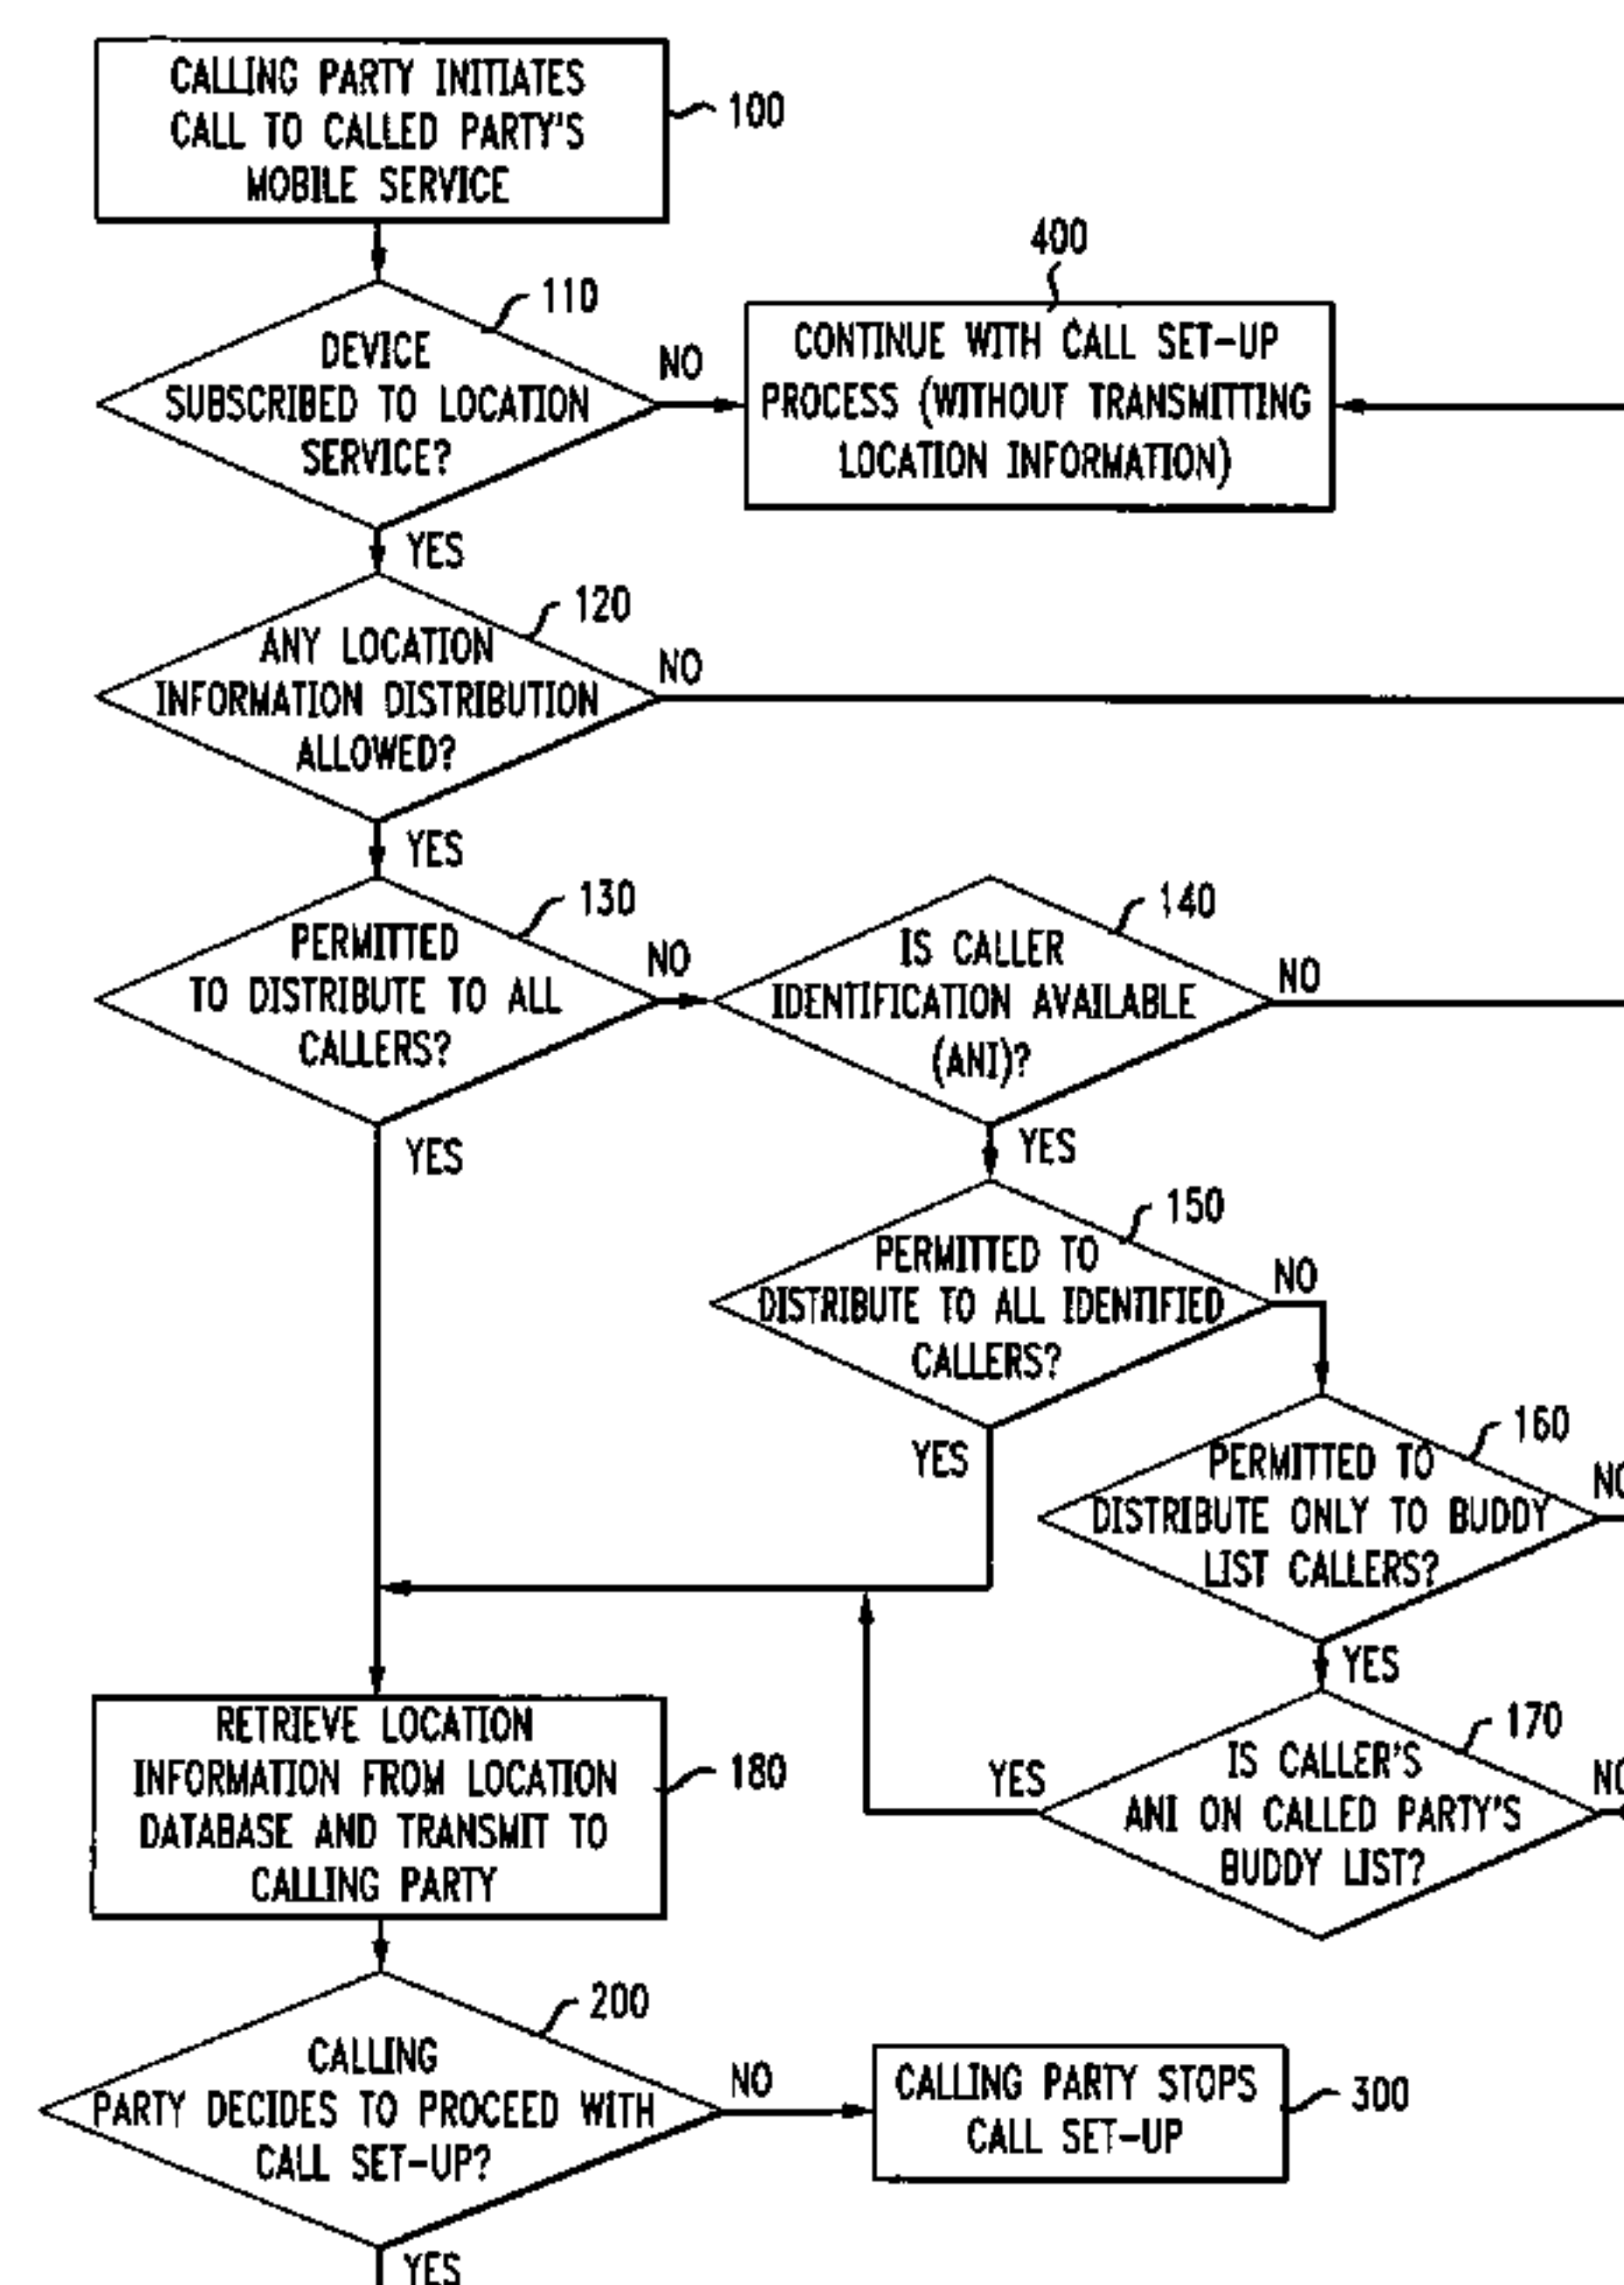 CALLING PARTY INITIATES
CALL TO CALLED PARTY'S
MOBILE SERVICE
100
110
DEVICE
SUBSCRIBED TO LOCATION
SERVICE?
NO
YES
400
CONTINUE WITH CALL SET-UP
PROCESS (WITHOUT TRANSMITTING
LOCATION INFORMATION)
120
ANY LOCATION
INFORMATION DISTRIBUTION
ALLOWED?
NO
YES
130
PERMITTED
TO DISTRIBUTE TO ALL
CALLERS?
NO
YES
140
IS CALLER
IDENTIFICATION AVAILABLE
(ANI)?
NO
YES
150
PERMITTED TO
DISTRIBUTE TO ALL IDENTIFIED
CALLERS?
NO
YES
160
PERMITTED TO
DISTRIBUTE ONLY TO BUDDY
LIST CALLERS?
NO
YES
170
IS CALLER'S
ANI ON CALLED PARTY'S
BUDDY LIST?
YES
NO
RETRIEVE LOCATION
INFORMATION FROM LOCATION
DATABASE AND TRANSMIT TO
CALLING PARTY
180
200
CALLING
PARTY DECIDES TO PROCEED WITH
CALL SET-UP?
NO
YES
CALLING PARTY STOPS
CALL SET-UP
300